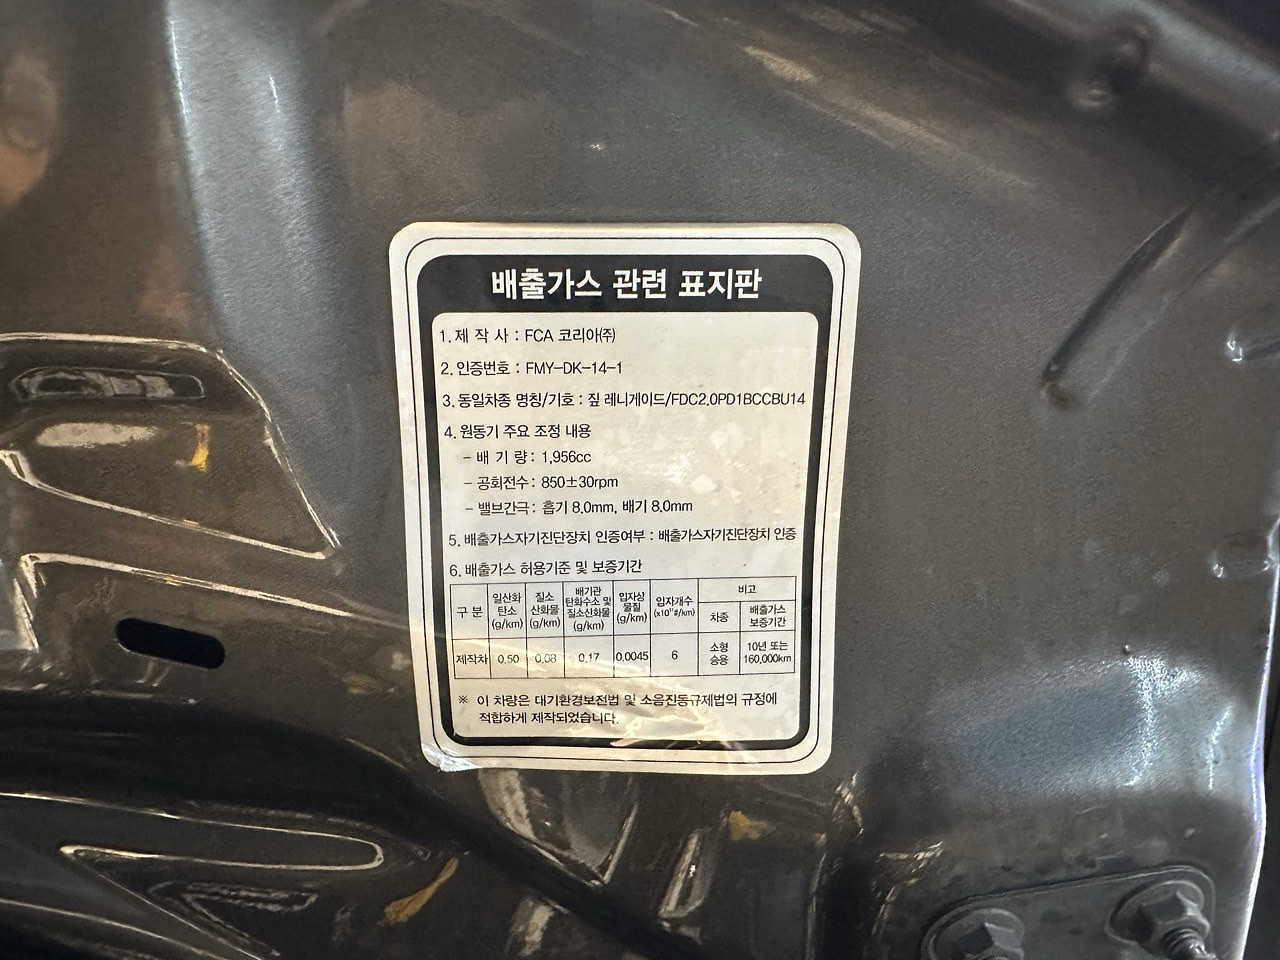 배출가스 관련 표지판
1. 제 작 사 : FCA 코리아(주)
2. 인증번호 : FMY-DK-14-1
3. 동일차종 명칭/기호 : 짚 레니게이드/FDC2.0PD1BCCBU14
4. 원동기 주요 조정 내용
- 배 기 량 : 1,956cc
- 공회전수 : 850±30rpm
- 밸브간극 : 흡기 8.0mm, 배기 8.0mm
5. 배출가스자기진단장치 인증여부 : 배출가스자기진단장치 인증
6. 배출가스 허용기준 및 보증기간
구 분
일산화
탄소
(g/km)
질소
산화물
(g/km)
배기관
탄화수소 및
질소산화물
(g/km)
입자상
물질
(g/km)
입자개수
(x10¹¹#/km)
비고
차종
배출가스
보증기간
제작차
0.50
0.08
0.17
0.0045
6
소형
승용
10년 또는
160,000km
※ 이 차량은 대기환경보전법 및 소음진동규제법의 규정에
적합하게 제작되었습니다.